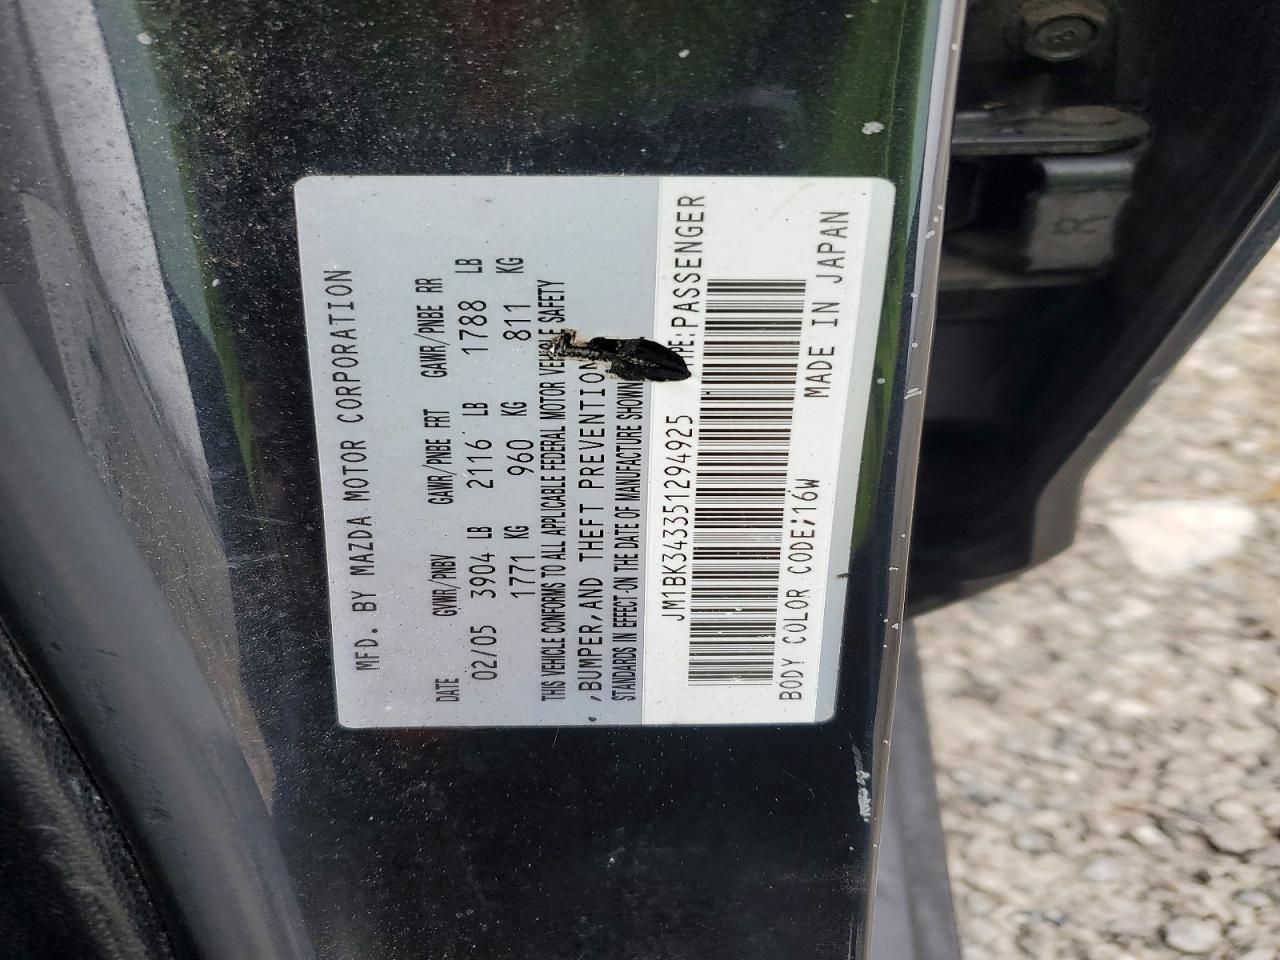 MFD. BY MAZDA MOTOR CORPORATION
DATE GVWR/PNBV GAWR/PNBE FRT GAWR/PNBE RR
02/05 3904 LB 2116 LB 1788 LB
1771 KG 960 KG 811 KG
THIS VEHICLE CONFORMS TO ALL APPLICABLE FEDERAL MOTOR VEHICLE SAFETY
,BUMPER,AND THEFT PREVENTION
STANDARDS IN EFFECT ON THE DATE OF MANUFACTURE SHOWN
JM1BK343351294925 :PASSENGER
BODY COLOR CODE;16W MADE IN JAPAN
R